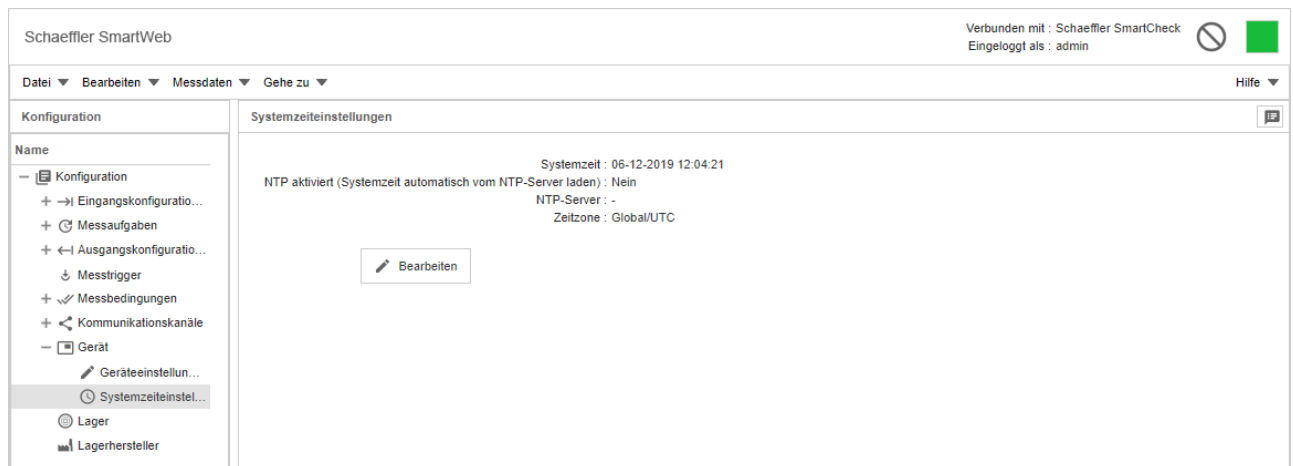 Schaeffler SmartWeb
Verbunden mit : Schaeffler SmartCheck
Eingeloggt als : admin
Datei Bearbeiten Messdaten Gehe zu Hilfe
Konfiguration
Systemzeiteinstellungen
Name
Konfiguration
Eingangskonfiguratio...
Messaufgaben
Ausgangskonfiguratio...
Messtrigger
Messbedingungen
Kommunikationskanäle
Gerät
Geräteeinstellun...
Systemzeiteinstel...
Lager
Lagerhersteller
Systemzeit : 06-12-2019 12:04:21
NTP aktiviert (Systemzeit automatisch vom NTP-Server laden) : Nein
NTP-Server : -
Zeitzone : Global/UTC
Bearbeiten